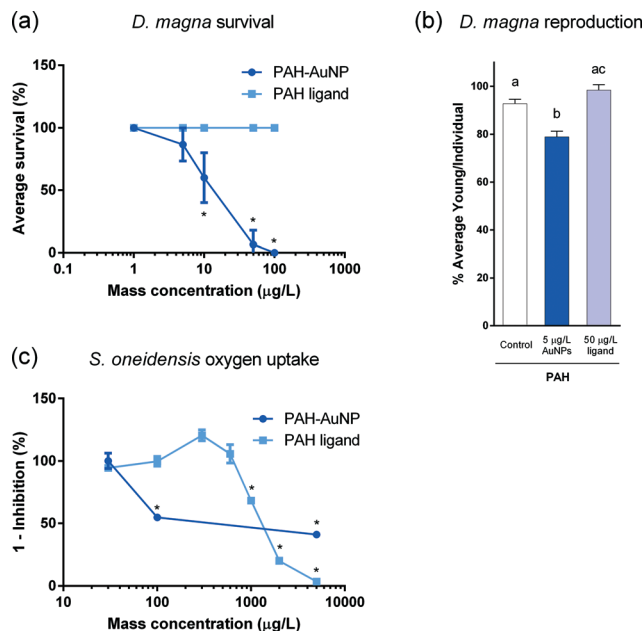 (a)
D. magna survival
PAH-AuNP
PAH ligand
Average survival (%)
150
100
50
0
*
*
*
0.1
1
10
100
1000
Mass concentration (μg/L)
(b)
D. magna reproduction
% Average Young/Individual
100
80
60
40
20
0
a
b
ac
Control
5 μg/L
AuNPs
50 μg/L
ligand
PAH
(c)
S. oneidensis oxygen uptake
PAH-AuNP
PAH ligand
1 - Inhibition (%)
150
100
50
0
*
*
*
*
*
10
100
1000
10000
Mass concentration (μg/L)